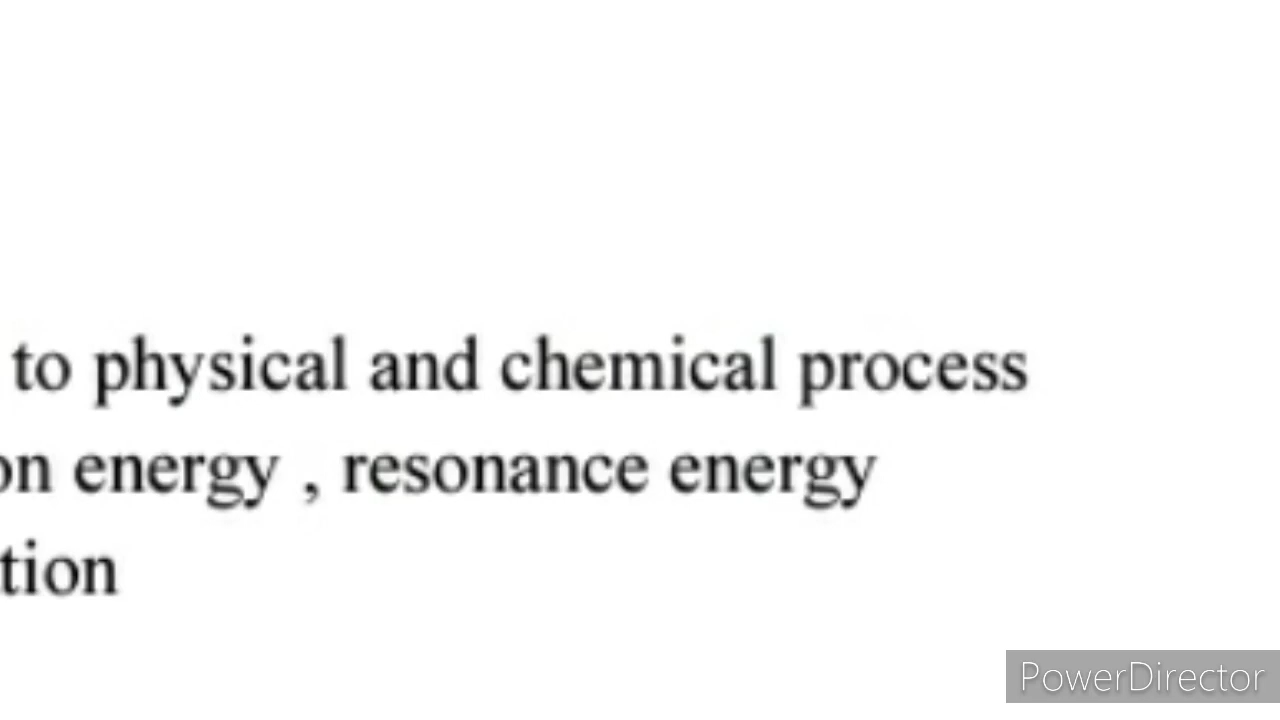 to physical and chemical process
on energy , resonance energy
tion
PowerDirector